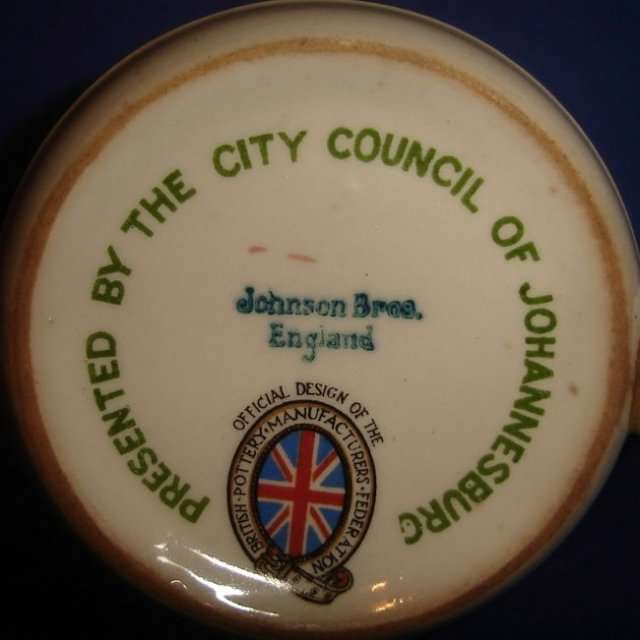 PRESENTED BY THE CITY COUNCIL OF JOHANNESBURG
Johnson Bros.
England
OFFICIAL DESIGN OF THE
BRITISH · POTTERY · MANUFACTURERS · FEDERATION